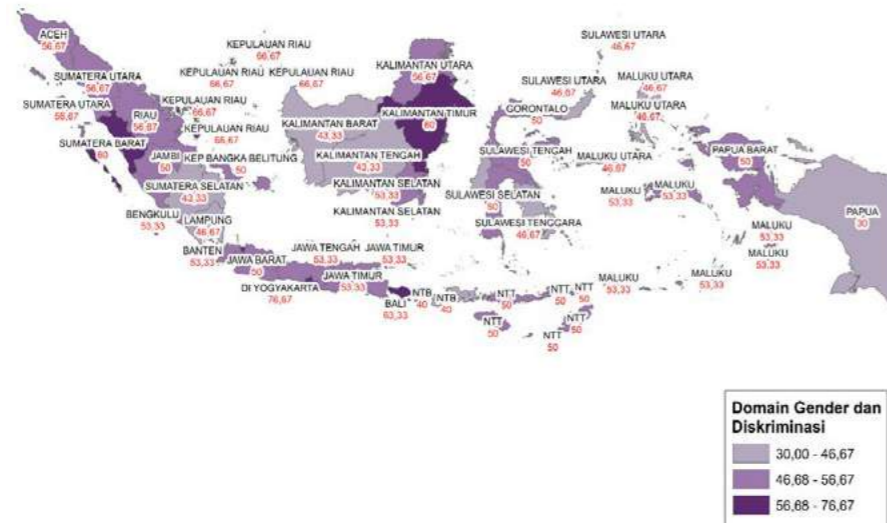 ACEH
56,67
SUMATERA UTARA
56,67
SUMATERA UTARA
56,67
RIAU
56,67
SUMATERA BARAT
60
JAMBI
50
KEP BANGKA BELITUNG
50
SUMATERA SELATAN
43,33
BENGKULU
53,33
LAMPUNG
46,67
KEPULAUAN RIAU
66,67
KEPULAUAN RIAU
66,67
KEPULAUAN RIAU
66,67
KEPULAUAN RIAU
66,67
KEPULAUAN RIAU
66,67
BANTEN
53,33
JAWA BARAT
50
JAWA TENGAH
53,33
JAWA TIMUR
53,33
JAWA TIMUR
53,33
DI YOGYAKARTA
76,67
BALI
63,33
NTB
40
NTB
40
NTT
50
NTT
50
NTT
50
NTT
50
NTT
50
NTT
50
KALIMANTAN UTARA
56,67
KALIMANTAN TIMUR
60
KALIMANTAN BARAT
43,33
KALIMANTAN TENGAH
43,33
KALIMANTAN SELATAN
53,33
KALIMANTAN SELATAN
53,33
SULAWESI UTARA
46,67
SULAWESI UTARA
46,67
GORONTALO
50
SULAWESI TENGAH
50
SULAWESI SELATAN
50
SULAWESI TENGGARA
46,67
MALUKU UTARA
46,67
MALUKU UTARA
46,67
MALUKU UTARA
46,67
MALUKU
53,33
MALUKU
53,33
MALUKU
53,33
MALUKU
53,33
MALUKU
53,33
53,33
PAPUA BARAT
50
PAPUA
30
Domain Gender dan
Diskriminasi
30,00 - 46,67
46,68 - 56,67
56,68 - 76,67